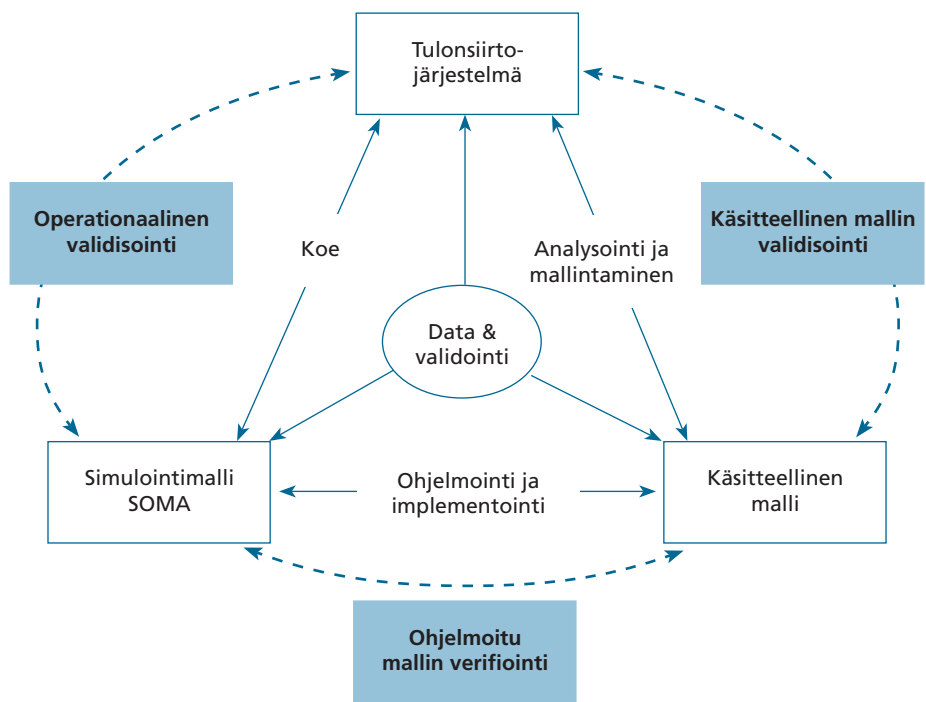 Tulonsiirto-
järjestelmä
Operationaalinen
validisointi
Käsitteellinen mallin
validisointi
Koe
Analysointi ja
mallintaminen
Data &
validointi
Simulointimalli
SOMA
Ohjelmointi ja
implementointi
Käsitteellinen
malli
Ohjelmoitu
mallin verifiointi